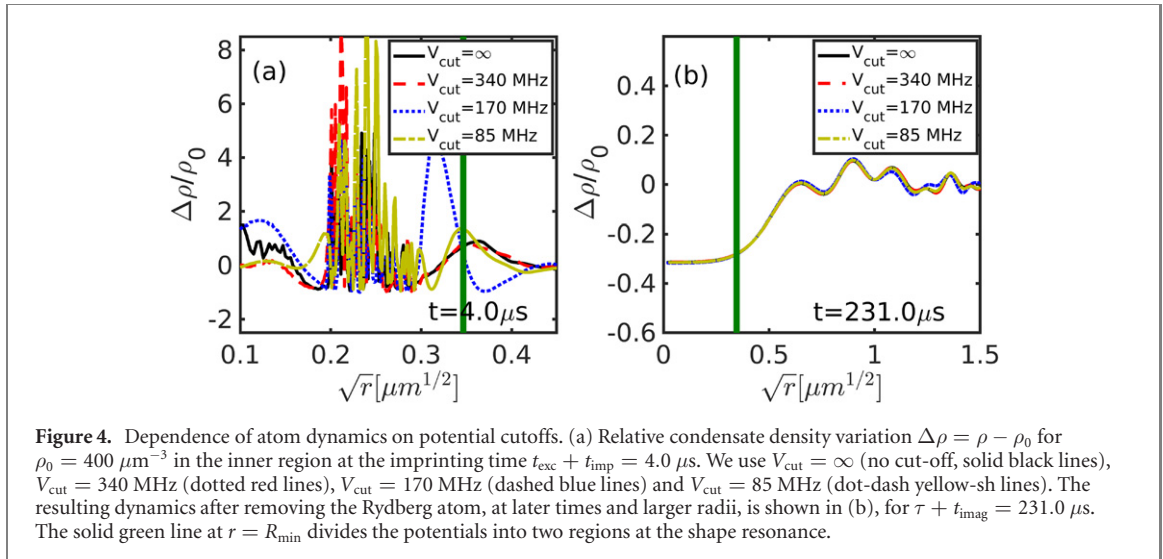 (a)
V_cut=∞
V_cut=340 MHz
V_cut=170 MHz
V_cut=85 MHz
8
6
4
2
0
-2
Δρ/ρ₀
t=4.0μs
0.1 0.2 0.3 0.4
√r[μm^{1/2}]
(b)
V_cut=∞
V_cut=340 MHz
V_cut=170 MHz
V_cut=85 MHz
0.4
0.2
0
-0.2
-0.4
-0.6
Δρ/ρ₀
t=231.0μs
0 0.5 1 1.5
√r[μm^{1/2}]
Figure 4. Dependence of atom dynamics on potential cutoffs. (a) Relative condensate density variation Δρ = ρ − ρ₀ for
ρ₀ = 400 μm⁻³ in the inner region at the imprinting time t_exc + t_imp = 4.0 μs. We use V_cut = ∞ (no cut-off, solid black lines),
V_cut = 340 MHz (dotted red lines), V_cut = 170 MHz (dashed blue lines) and V_cut = 85 MHz (dot-dash yellow-sh lines). The
resulting dynamics after removing the Rydberg atom, at later times and larger radii, is shown in (b), for τ + t_imag = 231.0 μs.
The solid green line at r = R_min divides the potentials into two regions at the shape resonance.